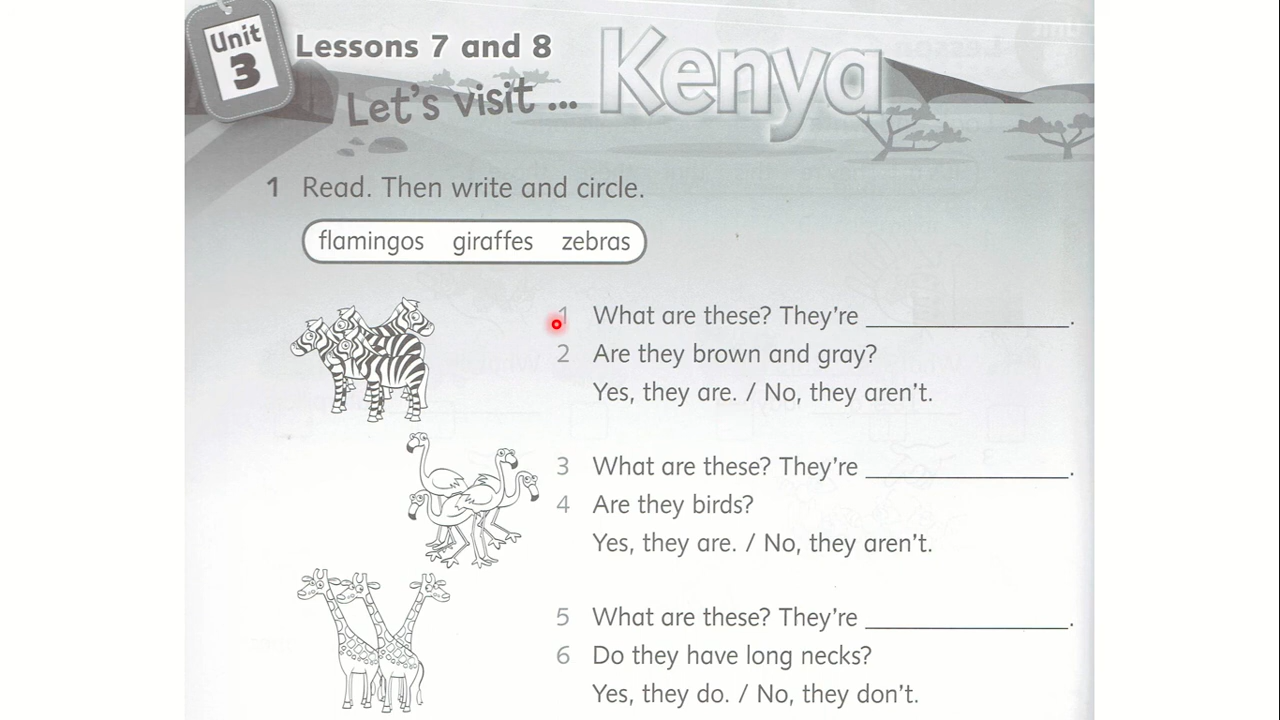 Unit
3
Lessons 7 and 8
Let's visit ... Kenya
1 Read. Then write and circle.
flamingos giraffes zebras
1 What are these? They're _______________.
2 Are they brown and gray?
Yes, they are. / No, they aren't.
3 What are these? They're _______________.
4 Are they birds?
Yes, they are. / No, they aren't.
5 What are these? They're _______________.
6 Do they have long necks?
Yes, they do. / No, they don't.